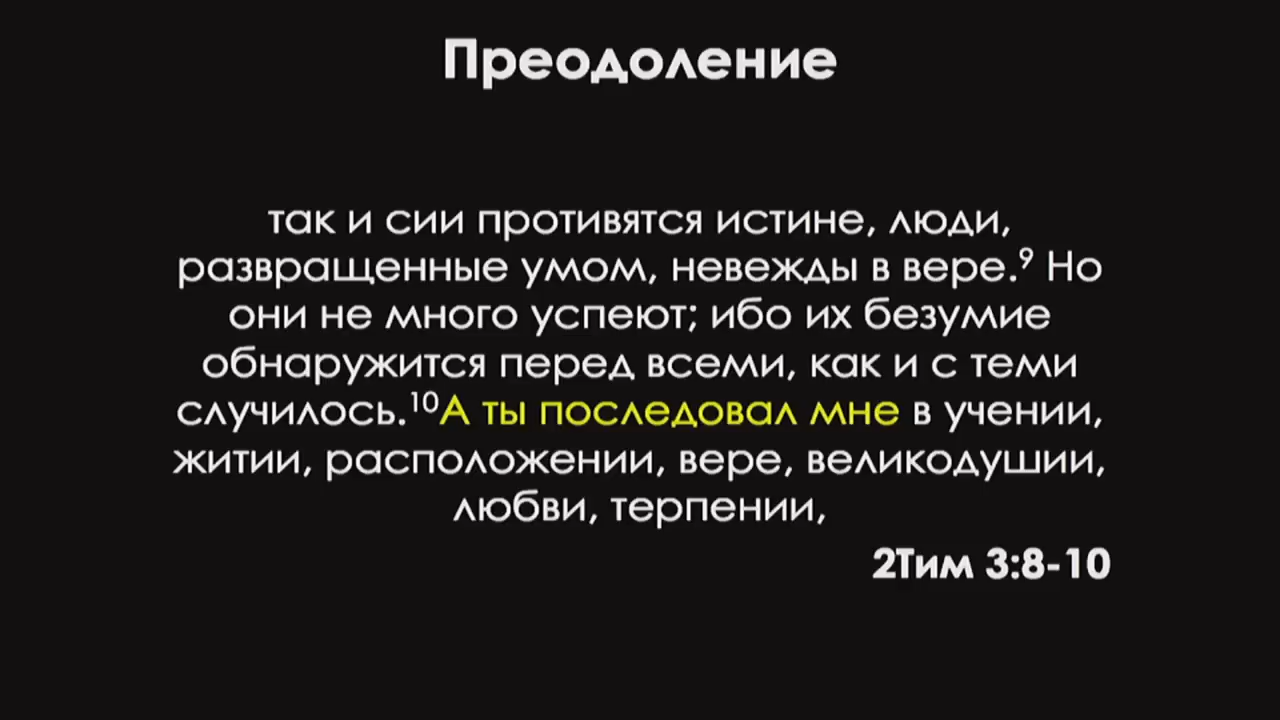 Преодоление
так и сии противятся истине, люди,
развращенные умом, невежды в вере.⁹ Но
они не много успеют; ибо их безумие
обнаружится перед всеми, как и с теми
случилось.¹⁰А ты последовал мне в учении,
житии, расположении, вере, великодушии,
любви, терпении,
2Тим 3:8-10